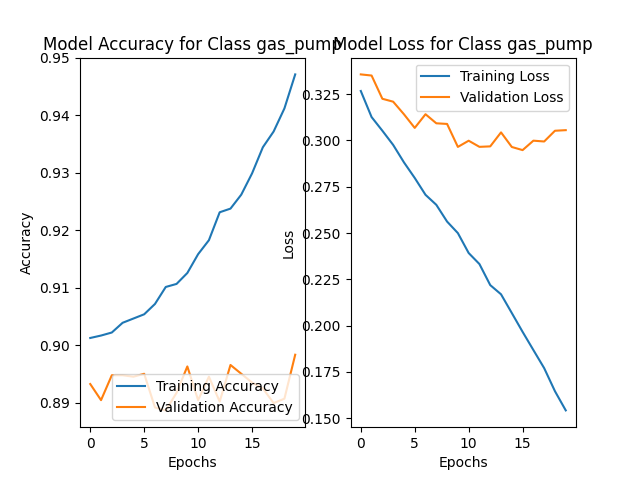 Model Accuracy for Class gas_pump
0.95
0.94
0.93
0.92
0.91
0.90
0.89
Accuracy
Training Accuracy
Validation Accuracy
0
5
10
15
Epochs
Model Loss for Class gas_pump
Training Loss
Validation Loss
0.325
0.300
0.275
0.250
0.225
0.200
0.175
0.150
Loss
0
5
10
15
Epochs